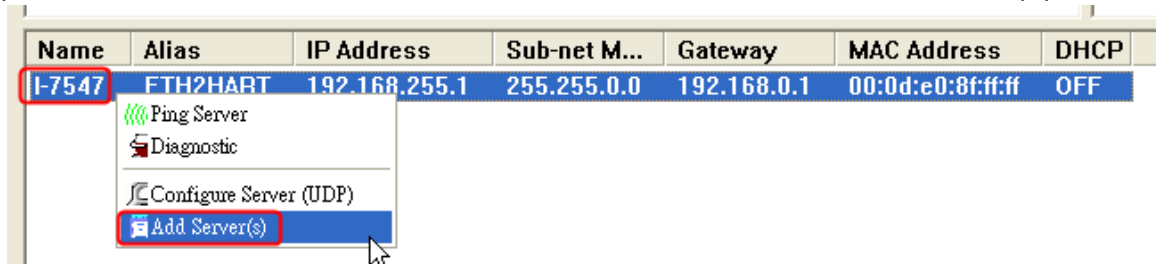 Name Alias IP Address Sub-net M... Gateway MAC Address DHCP
I-7547 ETH2HART 192.168.255.1 255.255.0.0 192.168.0.1 00:0d:e0:8f:ff:ff OFF
Ping Server
Diagnostic
Configure Server (UDP)
Add Server(s)